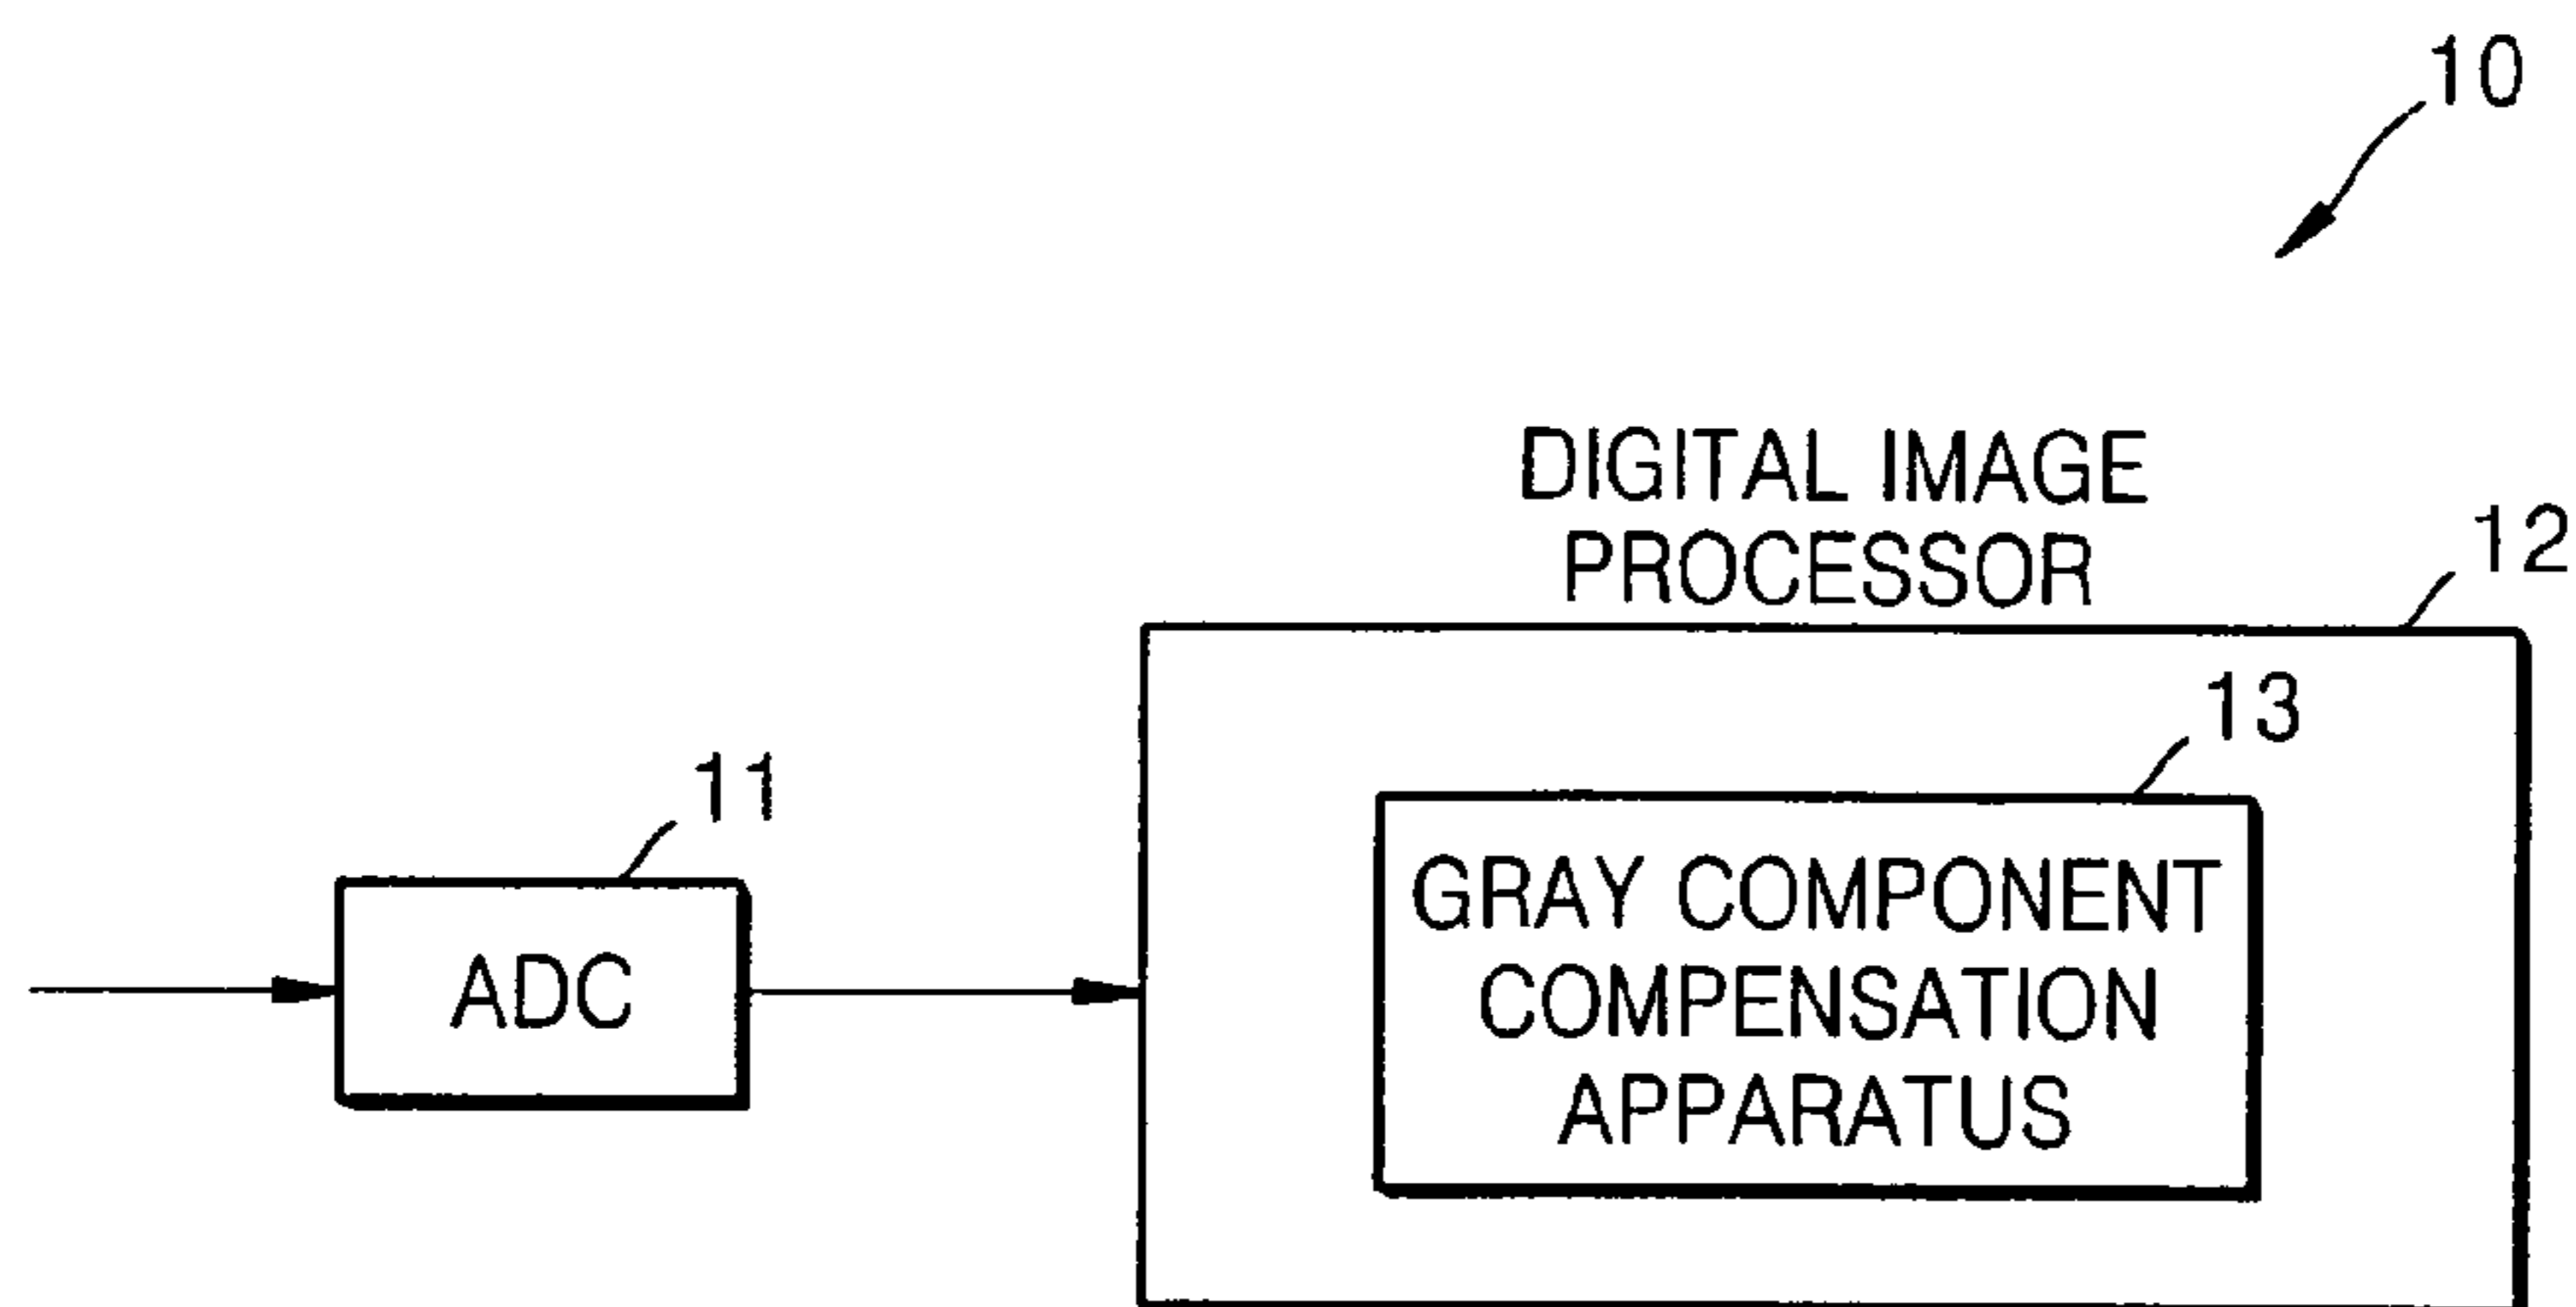 10
DIGITAL IMAGE
PROCESSOR
12
13
11
GRAY COMPONENT
COMPENSATION
APPARATUS
ADC